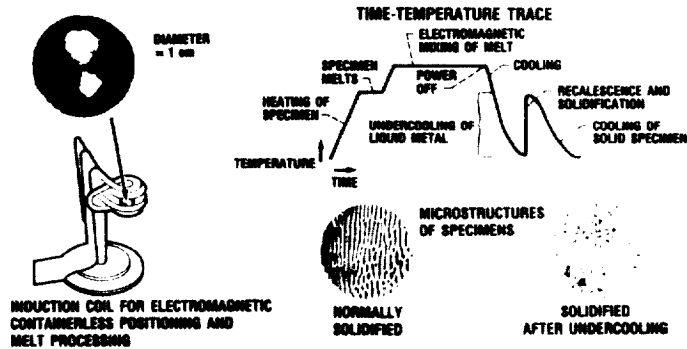 TIME-TEMPERATURE TRACE
DIAMETER
= 1 cm
ELECTROMAGNETIC
MIXING OF MELT
SPECIMEN
MELTS
POWER
OFF
COOLING
HEATING OF
SPECIMEN
RECALESCENCE AND
SOLIDIFICATION
UNDERCOOLING OF
LIQUID METAL
COOLING OF
SOLID SPECIMEN
TEMPERATURE
TIME
MICROSTRUCTURES
OF SPECIMENS
INDUCTION COIL FOR ELECTROMAGNETIC
CONTAINERLESS POSITIONING AND
MELT PROCESSING
NORMALLY
SOLIDIFIED
SOLIDIFIED
AFTER UNDERCOOLING